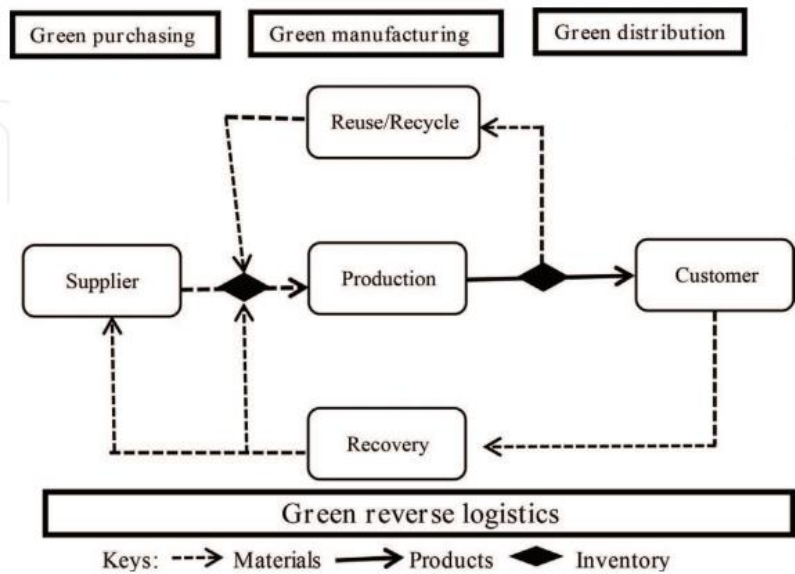 Green purchasing
Green manufacturing
Green distribution
Reuse/Recycle
Supplier
Production
Customer
Recovery
Green reverse logistics
Keys: Materials Products Inventory